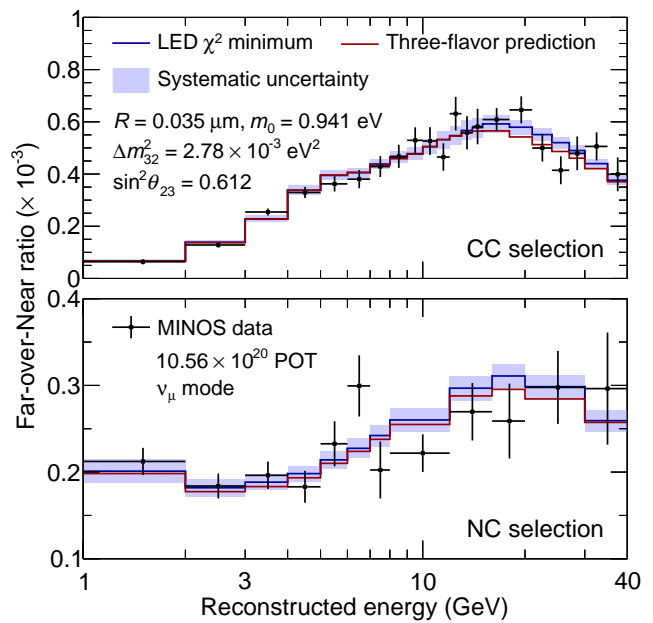 LED χ² minimum
Three-flavor prediction
Systematic uncertainty
R = 0.035 μm, m₀ = 0.941 eV
Δm²₃₂ = 2.78 × 10⁻³ eV²
sin²θ₂₃ = 0.612
CC selection
1
0.8
0.6
0.4
0.2
0
Far-over-Near ratio (× 10⁻³)
MINOS data
10.56 × 10²⁰ POT
ν_μ mode
NC selection
0.4
0.3
0.2
0.1
1 3 10 40
Reconstructed energy (GeV)